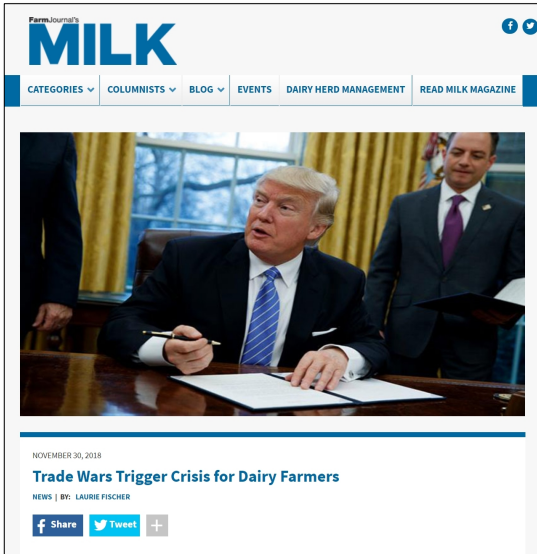 FarmJournal's
MILK
CATEGORIES COLUMNISTS BLOG EVENTS DAIRY HERD MANAGEMENT READ MILK MAGAZINE
NOVEMBER 30, 2018
Trade Wars Trigger Crisis for Dairy Farmers
NEWS | BY: LAURIE FISCHER
Share Tweet